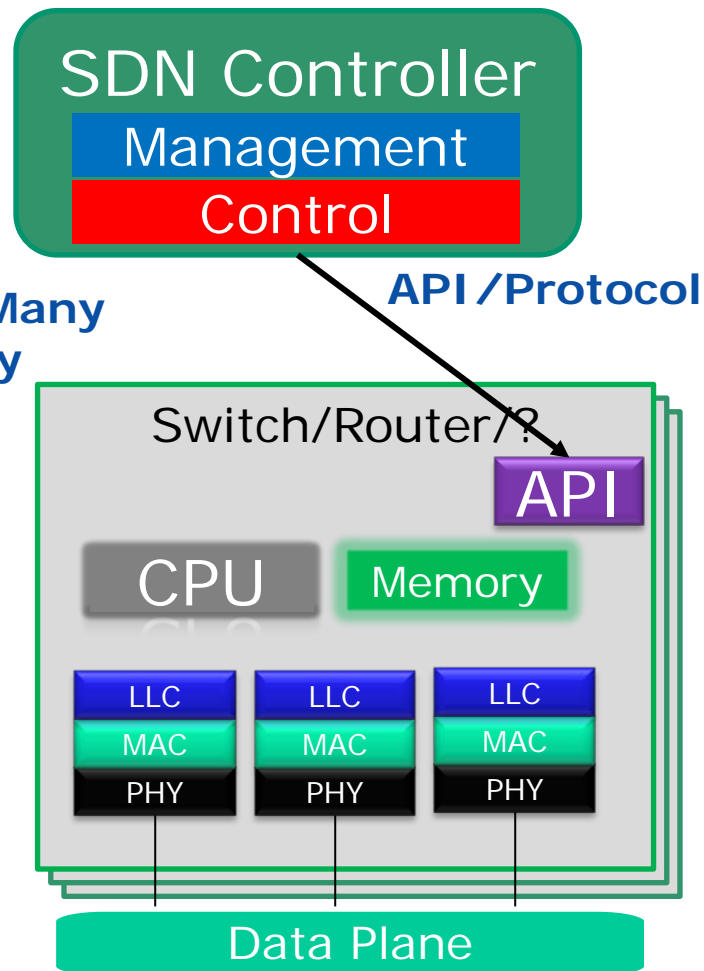 SDN Controller
Management
Control
API/Protocol
Many
y
Switch/Router/?
API
CPU
Memory
LLC LLC LLC
MAC MAC MAC
PHY PHY PHY
Data Plane